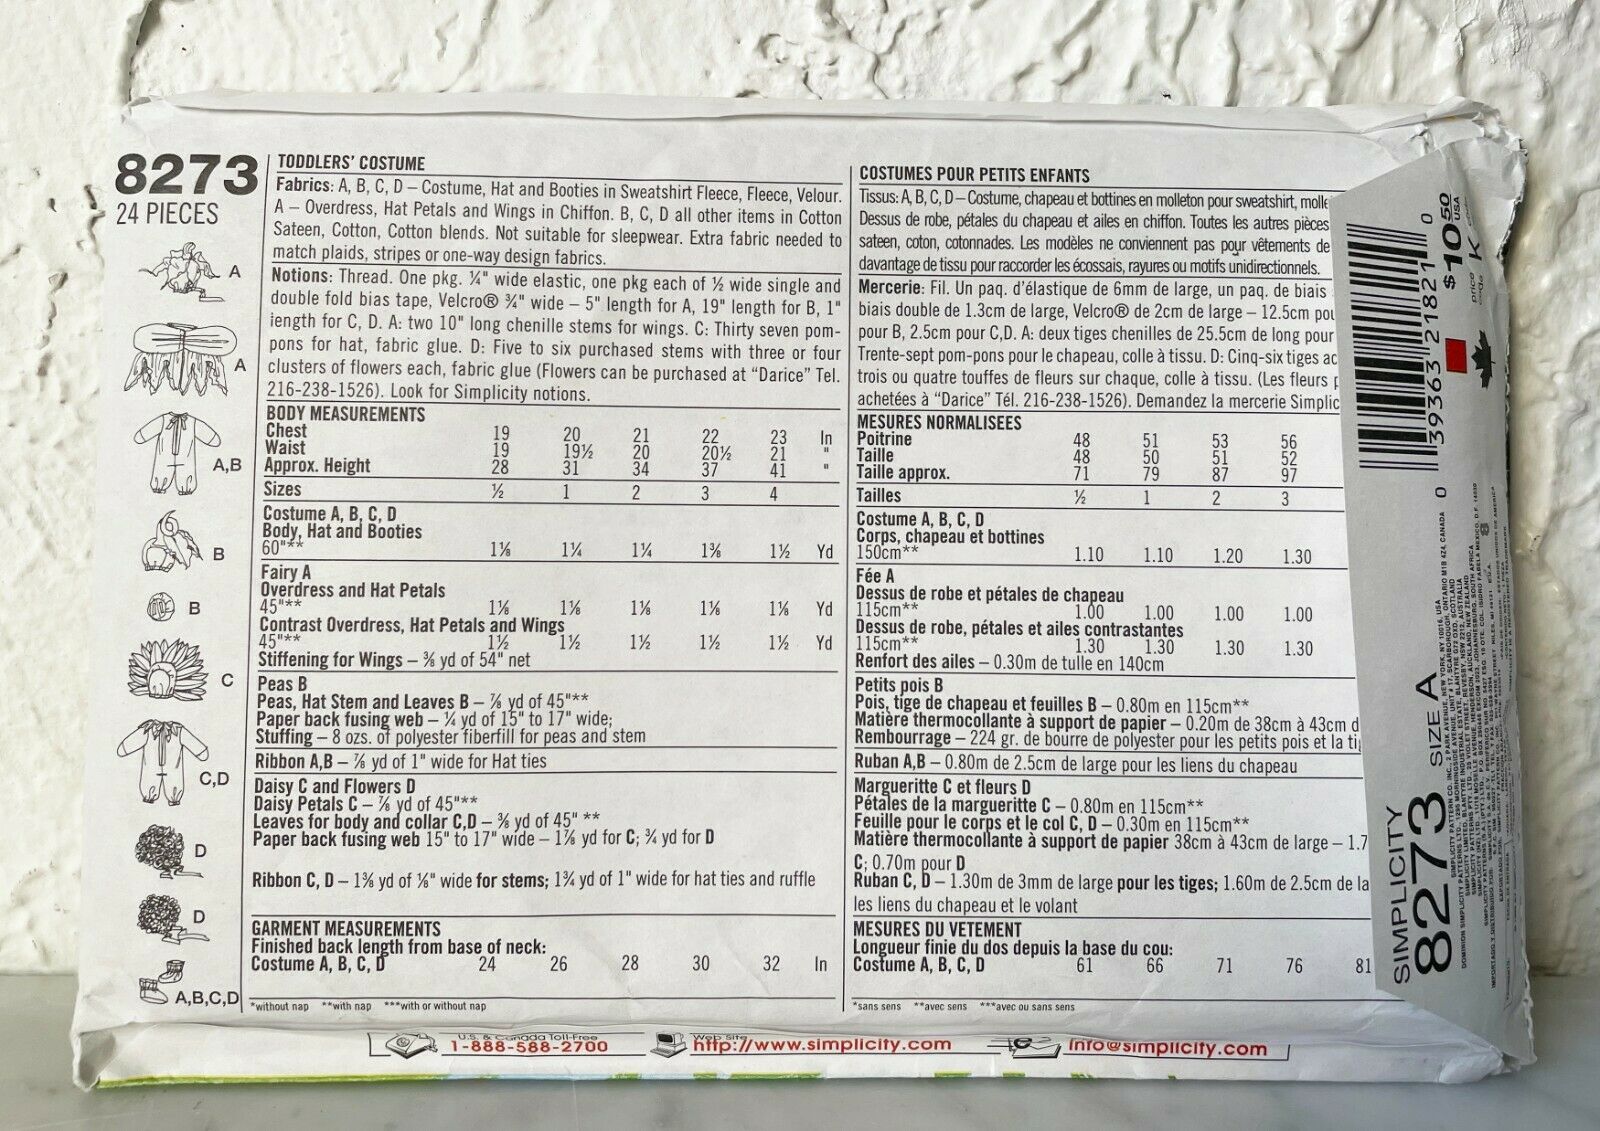 8273
24 PIECES
A
A
A,B
B
B
C
C,D
D
D
A,B,C,D
TODDLERS' COSTUME
Fabrics: A, B, C, D – Costume, Hat and Booties in Sweatshirt Fleece, Fleece, Velour.
A – Overdress, Hat Petals and Wings in Chiffon. B, C, D all other items in Cotton
Sateen, Cotton, Cotton blends. Not suitable for sleepwear. Extra fabric needed to
match plaids, stripes or one-way design fabrics.
Notions: Thread. One pkg. ¼" wide elastic, one pkg each of ½ wide single and
double fold bias tape, Velcro® ¾" wide – 5" length for A, 19" length for B, 1"
length for C, D. A: two 10" long chenille stems for wings. C: Thirty seven pom-
pons for hat, fabric glue. D: Five to six purchased stems with three or four
clusters of flowers each, fabric glue (Flowers can be purchased at “Darice” Tel.
216-238-1526). Look for Simplicity notions.
BODY MEASUREMENTS
Chest 19 20 21 22 23 In
Waist 19 19½ 20 20½ 21 "
Approx. Height 28 31 34 37 41 "
Sizes ½ 1 2 3 4
Costume A, B, C, D
Body, Hat and Booties
60"** 1⅛ 1¼ 1¼ 1⅜ 1½ Yd
Fairy A
Overdress and Hat Petals
45"** 1⅛ 1⅛ 1⅛ 1⅛ 1⅛ Yd
Contrast Overdress, Hat Petals and Wings
45"** 1½ 1½ 1½ 1½ 1½ Yd
Stiffening for Wings – ⅜ yd of 54" net
Peas B
Peas, Hat Stem and Leaves B – ⅞ yd of 45"**
Paper back fusing web – ¼ yd of 15" to 17" wide;
Stuffing – 8 ozs. of polyester fiberfill for peas and stem
Ribbon A,B – ⅞ yd of 1" wide for Hat ties
Daisy C and Flowers D
Daisy Petals C – ⅞ yd of 45"**
Leaves for body and collar C,D – ⅜ yd of 45" **
Paper back fusing web 15" to 17" wide – 1⅞ yd for C; ¾ yd for D
Ribbon C, D – 1⅜ yd of ⅛" wide for stems; 1¾ yd of 1" wide for hat ties and ruffle
GARMENT MEASUREMENTS
Finished back length from base of neck:
Costume A, B, C, D 24 26 28 30 32 In
*without nap **with nap ***with or without nap
COSTUMES POUR PETITS ENFANTS
Tissus: A, B, C, D – Costume, chapeau et bottines en molleton pour sweatshirt, molle
Dessus de robe, pétales du chapeau et ailes en chiffon. Toutes les autres pièces
sateen, coton, cotonnades. Les modèles ne conviennent pas pour vêtements de
davantage de tissu pour raccorder les écossais, rayures ou motifs unidirectionnels.
Mercerie: Fil. Un paq. d'élastique de 6mm de large, un paq. de biais
biais double de 1.3cm de large, Velcro® de 2cm de large – 12.5cm pou
pour B, 2.5cm pour C,D. A: deux tiges chenilles de 25.5cm de long pour
Trente-sept pom-pons pour le chapeau, colle à tissu. D: Cinq-six tiges ac
trois ou quatre touffes de fleurs sur chaque, colle à tissu. (Les fleurs p
achetées à “Darice” Tél. 216-238-1526). Demandez la mercerie Simplic
MESURES NORMALISEES
Poitrine 48 51 53 56
Taille 48 50 51 52
Taille approx. 71 79 87 97
Tailles ½ 1 2 3
Costume A, B, C, D
Corps, chapeau et bottines
150cm** 1.10 1.10 1.20 1.30
Fée A
Dessus de robe et pétales de chapeau
115cm** 1.00 1.00 1.00 1.00
Dessus de robe, pétales et ailes contrastantes
115cm** 1.30 1.30 1.30 1.30
Renfort des ailes – 0.30m de tulle en 140cm
Petits pois B
Pois, tige de chapeau et feuilles B – 0.80m en 115cm**
Matière thermocollante à support de papier – 0.20m de 38cm à 43cm d
Rembourrage – 224 gr. de bourre de polyester pour les petits pois et la ti
Ruban A,B – 0.80m de 2.5cm de large pour les liens du chapeau
Margueritte C et fleurs D
Pétales de la margueritte C – 0.80m en 115cm**
Feuille pour le corps et le col C, D – 0.30m en 115cm**
Matière thermocollante à support de papier 38cm à 43cm de large – 1.7
C; 0.70m pour D
Ruban C, D – 1.30m de 3mm de large pour les tiges; 1.60m de 2.5cm de la
les liens du chapeau et le volant
MESURES DU VETEMENT
Longueur finie du dos depuis la base du cou:
Costume A, B, C, D 61 66 71 76 81
*sans sens **avec sens ***avec ou sans sens
SIMPLICITY
8273 SIZE A
0 39363 21821 0
$10.50
USA
price code K
U.S. & Canada Toll-Free
1-888-588-2700
Web Site
http://www.simplicity.com
info@simplicity.com